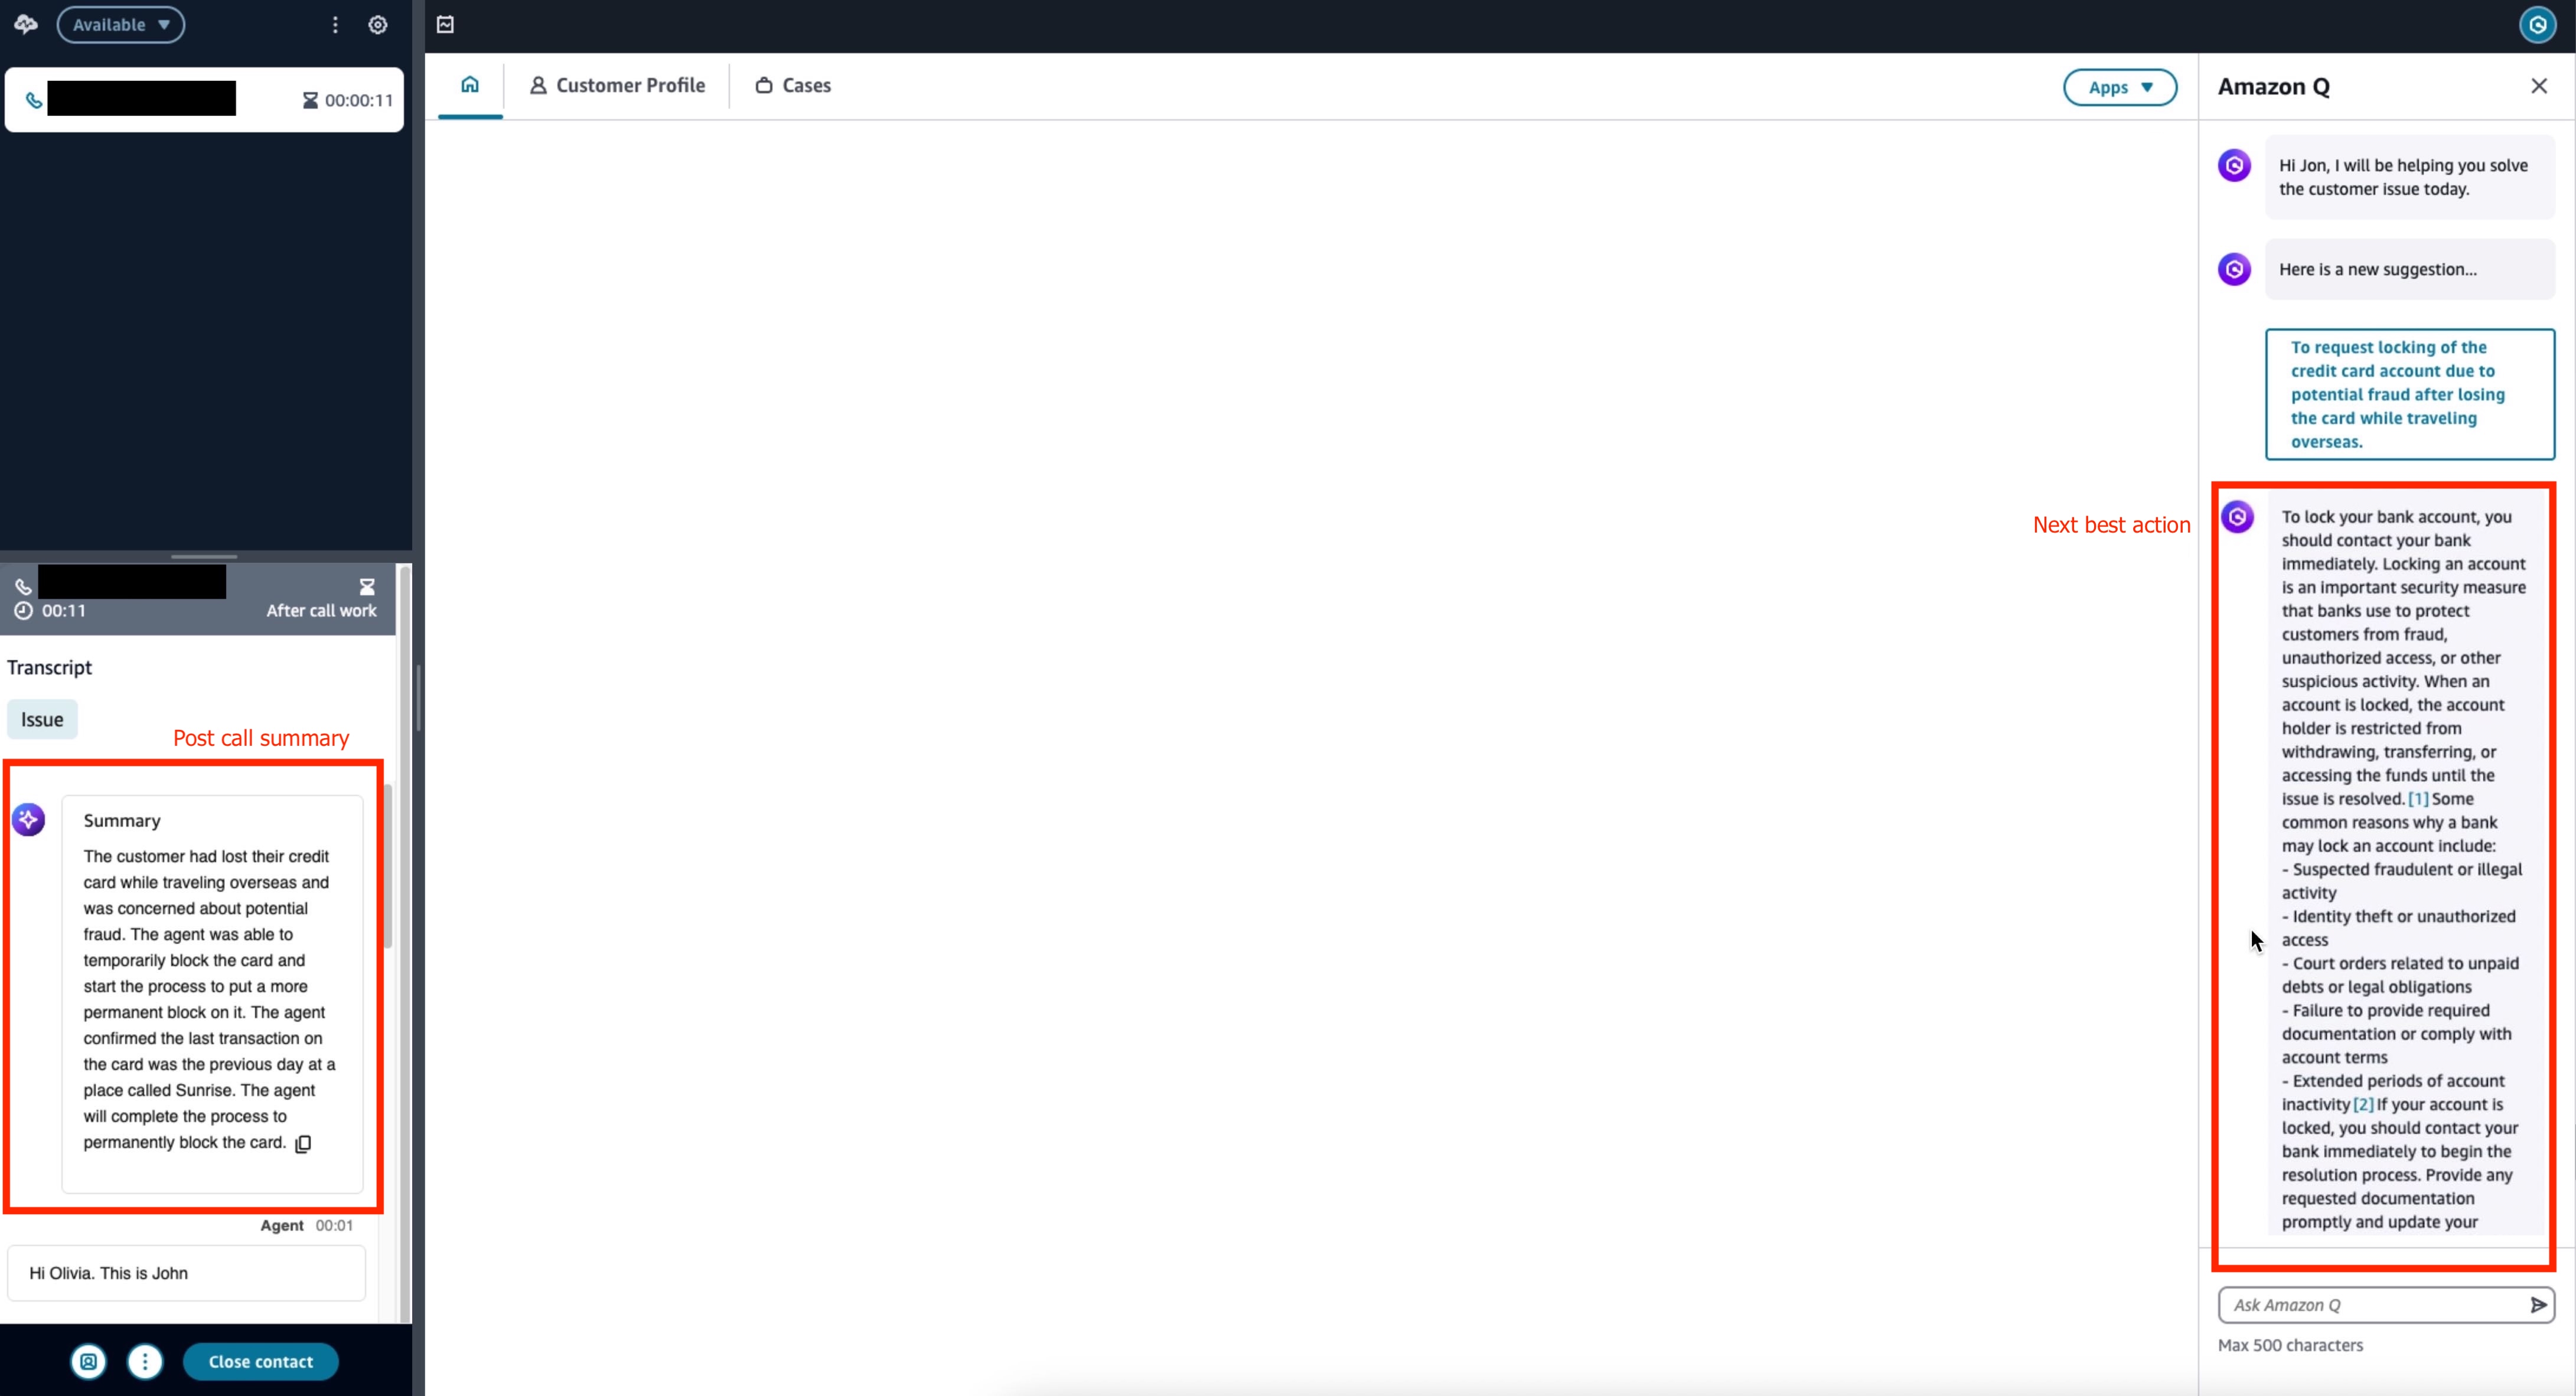 Available
00:00:11
00:11
After call work
Transcript
Issue
Post call summary
Summary
The customer had lost their credit
card while traveling overseas and
was concerned about potential
fraud. The agent was able to
temporarily block the card and
start the process to put a more
permanent block on it. The agent
confirmed the last transaction on
the card was the previous day at a
place called Sunrise. The agent
will complete the process to
permanently block the card.
Agent 00:01
Hi Olivia. This is John
Close contact
Customer Profile
Cases
Apps
Next best action
Amazon Q
Hi Jon, I will be helping you solve
the customer issue today.
Here is a new suggestion...
To request locking of the
credit card account due to
potential fraud after losing
the card while traveling
overseas.
To lock your bank account, you
should contact your bank
immediately. Locking an account
is an important security measure
that banks use to protect
customers from fraud,
unauthorized access, or other
suspicious activity. When an
account is locked, the account
holder is restricted from
withdrawing, transferring, or
accessing the funds until the
issue is resolved. [1] Some
common reasons why a bank
may lock an account include:
- Suspected fraudulent or illegal
activity
- Identity theft or unauthorized
access
- Court orders related to unpaid
debts or legal obligations
- Failure to provide required
documentation or comply with
account terms
- Extended periods of account
inactivity [2] If your account is
locked, you should contact your
bank immediately to begin the
resolution process. Provide any
requested documentation
promptly and update your
Ask Amazon Q
Max 500 characters